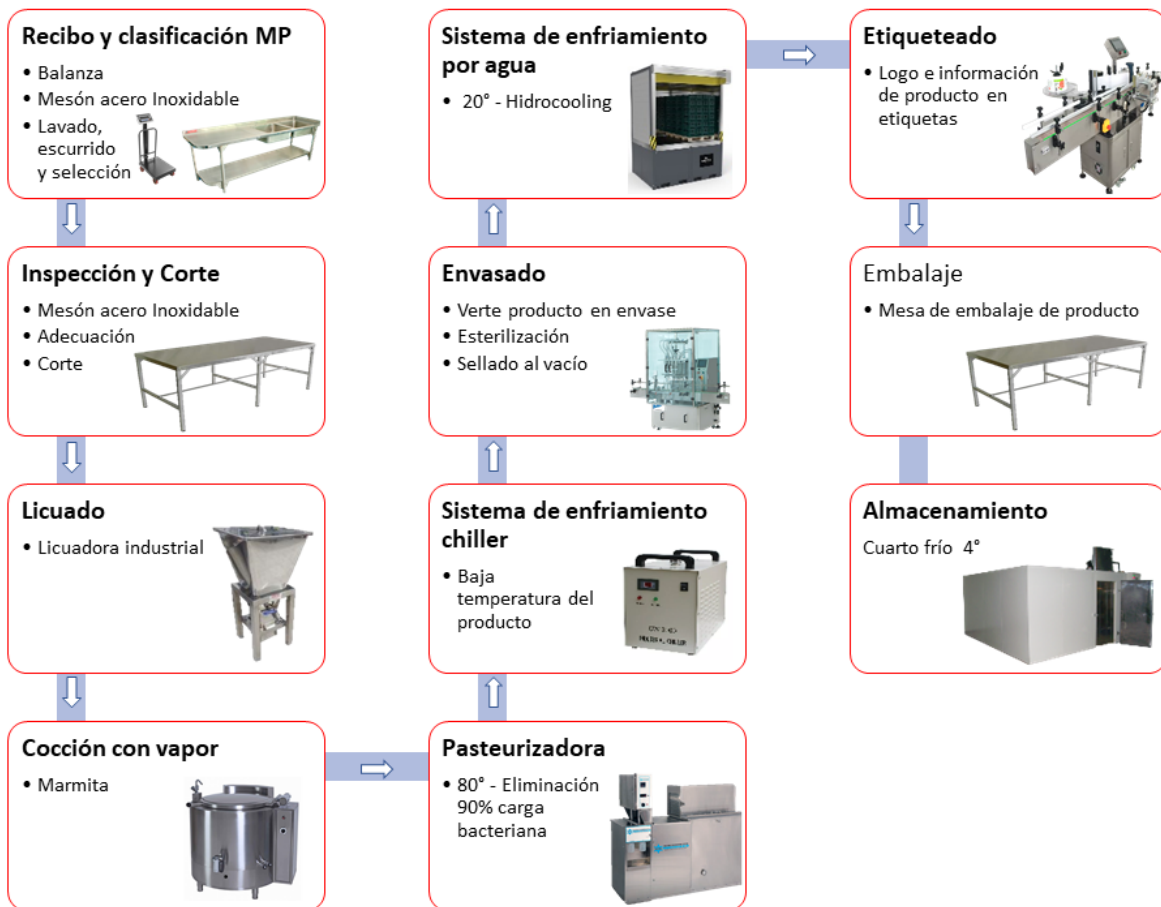 Recibo y clasificación MP
• Balanza
• Mesón acero Inoxidable
• Lavado,
escurrido
y selección
Inspección y Corte
• Mesón acero Inoxidable
• Adecuación
• Corte
Licuado
• Licuadora industrial
Cocción con vapor
• Marmita
Pasteurizadora
• 80° - Eliminación
90% carga
bacteriana
Sistema de enfriamiento
chiller
• Baja
temperatura del
producto
Envasado
• Verte producto en envase
• Esterilización
• Sellado al vacío
Sistema de enfriamiento
por agua
• 20° - Hidrocooling
Etiqueteado
• Logo e información
de producto en
etiquetas
Embalaje
• Mesa de embalaje de producto
Almacenamiento
Cuarto frío 4°